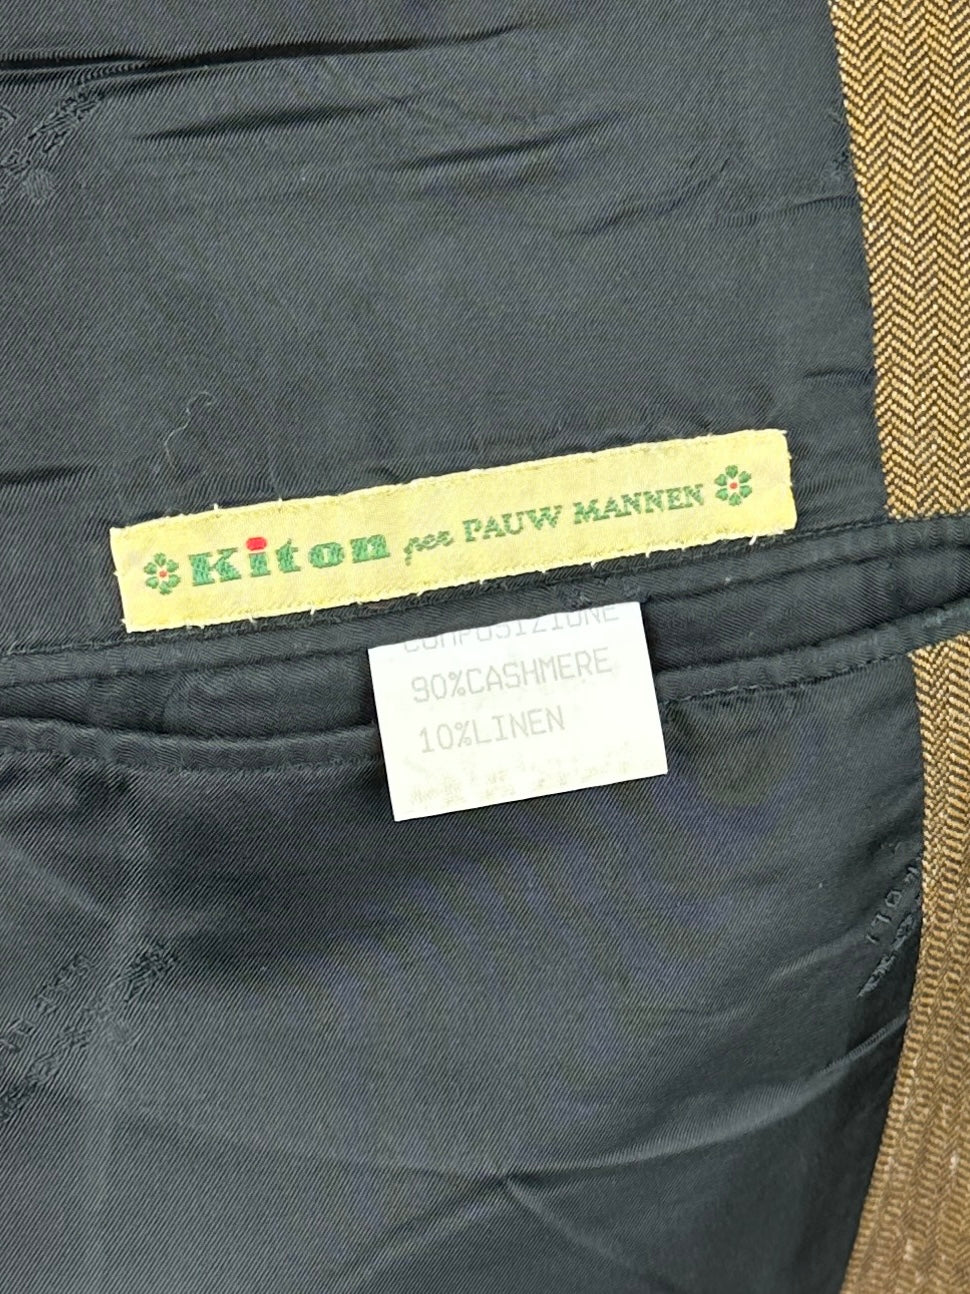 Kiton per PAUW MANNEN
COMPOSIZIONE
90%CASHMERE
10%LINEN